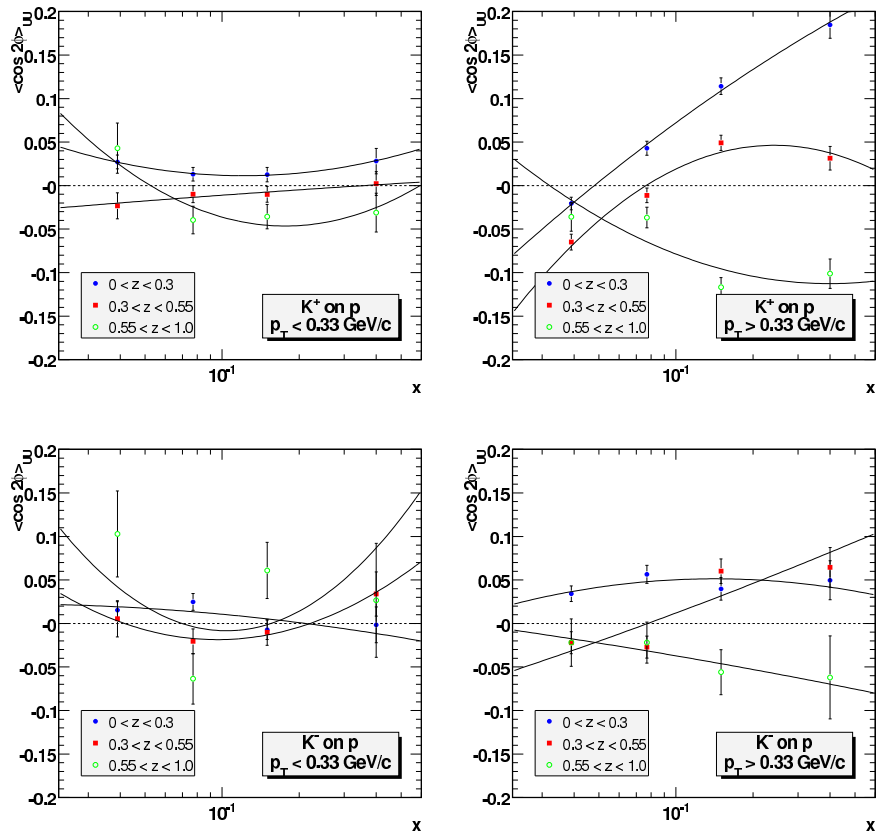 <cos 2ϕ>UU
0.2
0.15
0.1
0.05
-0
-0.05
-0.1
-0.15
-0.2
0 < z < 0.3
0.3 < z < 0.55
0.55 < z < 1.0
K+ on p
pT < 0.33 GeV/c
10-1
x
<cos 2ϕ>UU
0.2
0.15
0.1
0.05
-0
-0.05
-0.1
-0.15
-0.2
0 < z < 0.3
0.3 < z < 0.55
0.55 < z < 1.0
K+ on p
pT > 0.33 GeV/c
10-1
x
<cos 2ϕ>UU
0.2
0.15
0.1
0.05
-0
-0.05
-0.1
-0.15
-0.2
0 < z < 0.3
0.3 < z < 0.55
0.55 < z < 1.0
K- on p
pT < 0.33 GeV/c
10-1
x
<cos 2ϕ>UU
0.2
0.15
0.1
0.05
-0
-0.05
-0.1
-0.15
-0.2
0 < z < 0.3
0.3 < z < 0.55
0.55 < z < 1.0
K- on p
pT > 0.33 GeV/c
10-1
x